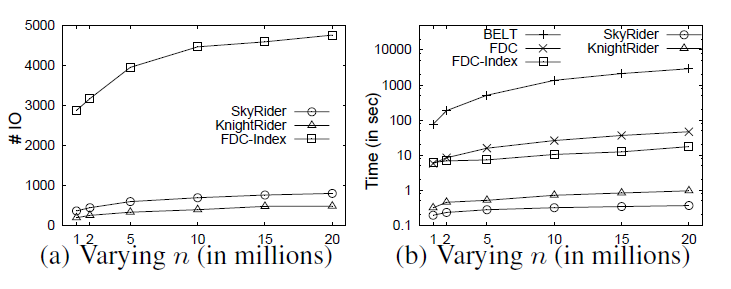 5000
4000
3000
2000
1000
0
# IO
SkyRider
KnightRider
FDC-Index
1 2 5 10 15 20
(a) Varying n (in millions)
10000
1000
100
10
1
0.1
Time (in sec)
BELT
FDC
FDC-Index
SkyRider
KnightRider
1 2 5 10 15 20
(b) Varying n (in millions)